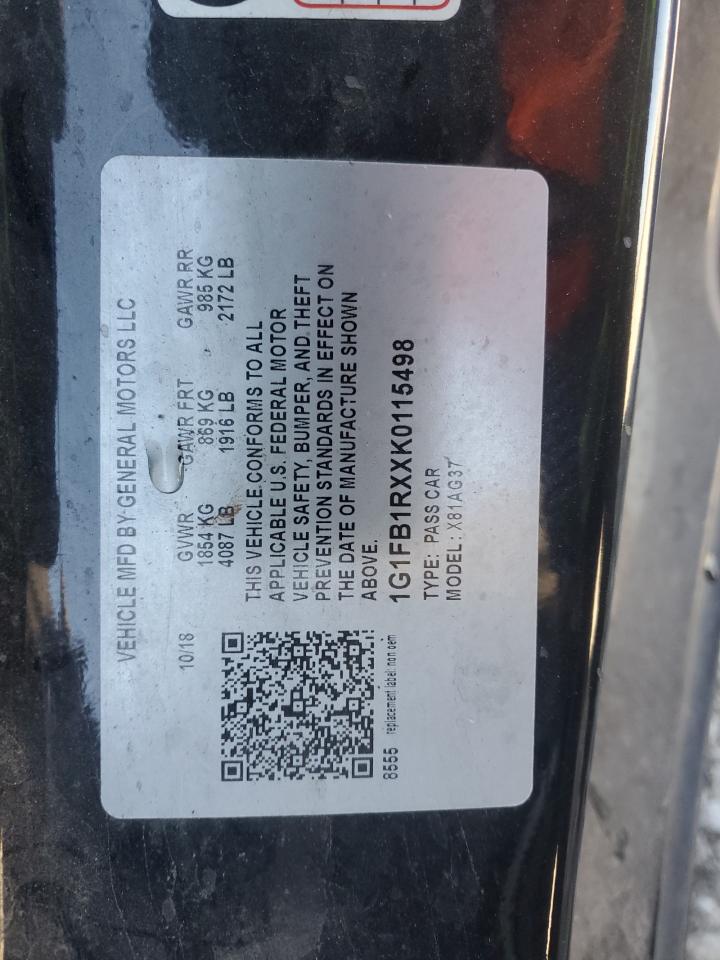 VEHICLE MFD BY GENERAL MOTORS LLC
10/18 GVWR GAWR FRT GAWR RR
1854 KG 869 KG 985 KG
4087 LB 1916 LB 2172 LB
THIS VEHICLE CONFORMS TO ALL
APPLICABLE U.S. FEDERAL MOTOR
VEHICLE SAFETY, BUMPER, AND THEFT
PREVENTION STANDARDS IN EFFECT ON
THE DATE OF MANUFACTURE SHOWN
ABOVE.
1G1FB1RXXK0115498
TYPE: PASS CAR
MODEL: X81AG37
8555 replacement label: non oem